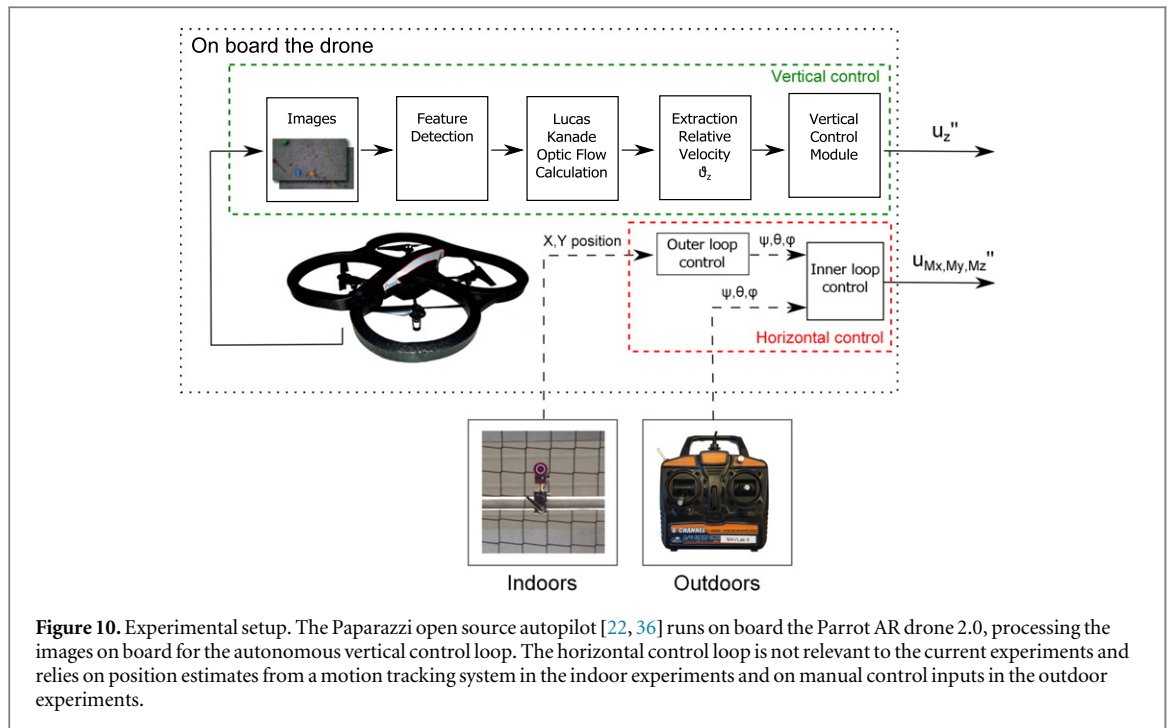 On board the drone
Vertical control
Images
Feature
Detection
Lucas
Kanade
Optic Flow
Calculation
Extraction
Relative
Velocity
ϑz
Vertical
Control
Module
uz"
X,Y position
Outer loop
control
ψ,θ,φ
Inner loop
control
uMx,My,Mz"
ψ,θ,φ
Horizontal control
6 CHANNEL
MAVLab 6
Indoors
Outdoors
Figure 10. Experimental setup. The Paparazzi open source autopilot [22, 36] runs on board the Parrot AR drone 2.0, processing the
images on board for the autonomous vertical control loop. The horizontal control loop is not relevant to the current experiments and
relies on position estimates from a motion tracking system in the indoor experiments and on manual control inputs in the outdoor
experiments.